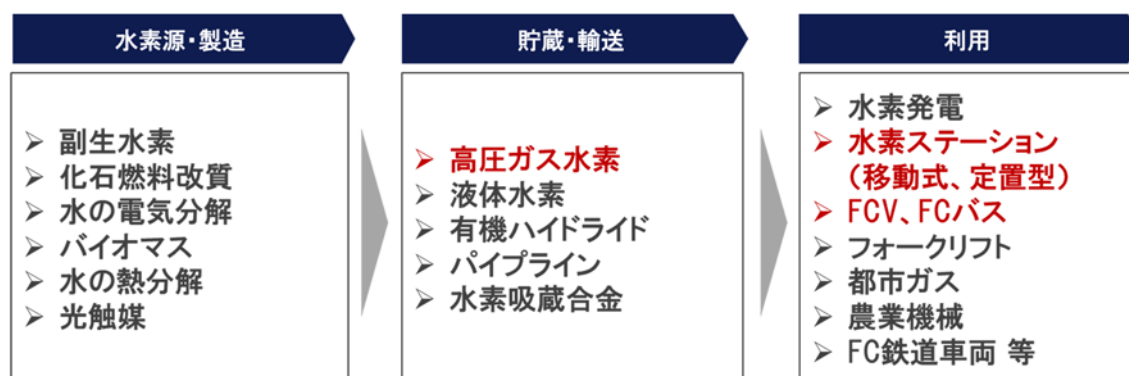 水素源・製造
副生水素
化石燃料改質
水の電気分解
バイオマス
水の熱分解
光触媒
貯蔵・輸送
高圧ガス水素
液体水素
有機ハイドライド
パイプライン
水素吸蔵合金
利用
水素発電
水素ステーション
(移動式、定置型)
FCV、FCバス
フォークリフト
都市ガス
農業機械
FC鉄道車両 等